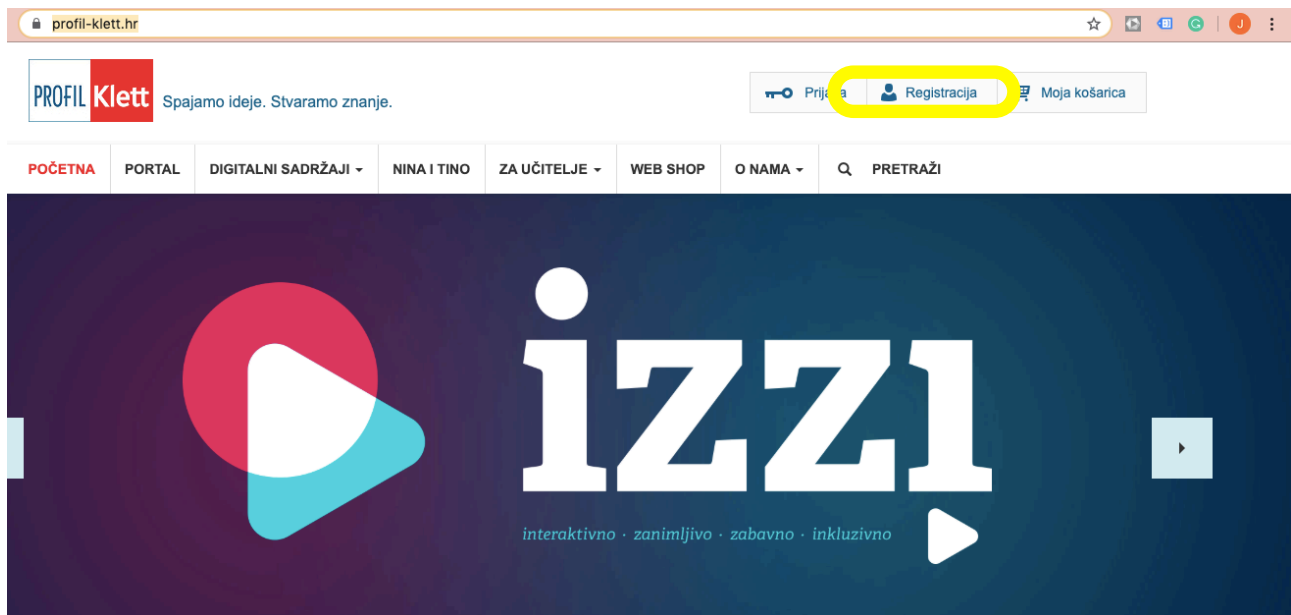 profil-klett.hr
J
PROFIL Klett
Spajamo ideje. Stvaramo znanje.
Prijava Registracija Moja košarica
POČETNA PORTAL DIGITALNI SADRŽAJI NINA I TINO ZA UČITELJE WEB SHOP O NAMA PRETRAŽI
izzi
interaktivno · zanimljivo · zabavno · inkluzivno